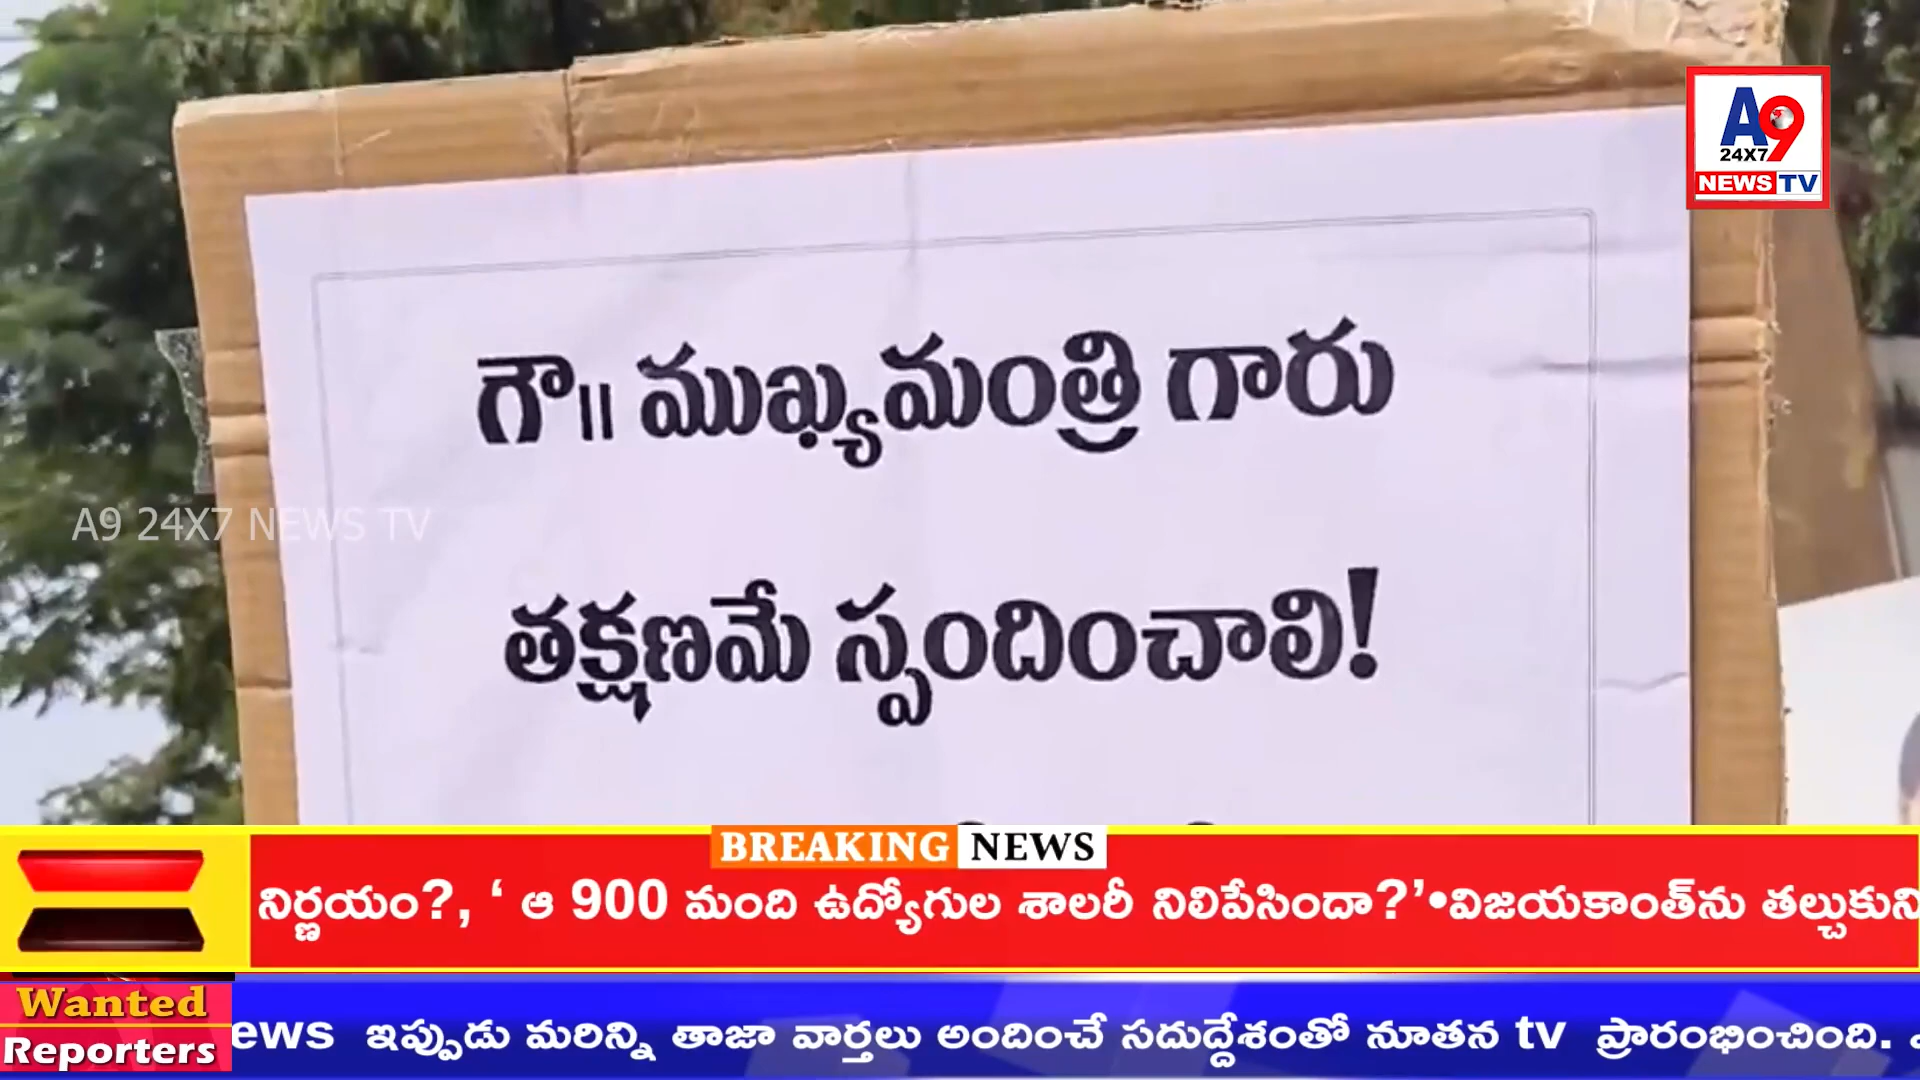 A9
24X7
NEWS TV
గౌ|| ముఖ్యమంత్రి గారు
A9 24X7 NEWS TV
తక్షణమే స్పందించాలి!
BREAKING NEWS
నిర్ణయం?, ‘ ఆ 900 మంది ఉద్యోగుల శాలరీ నిలిపేసిందా?’•విజయకాంత్‌ను తల్చుకుని
Wanted
Reporters
ews ఇప్పుడు మరిన్ని తాజా వార్తలు అందించే సదుద్దేశంతో నూతన tv ప్రారంభించింది.